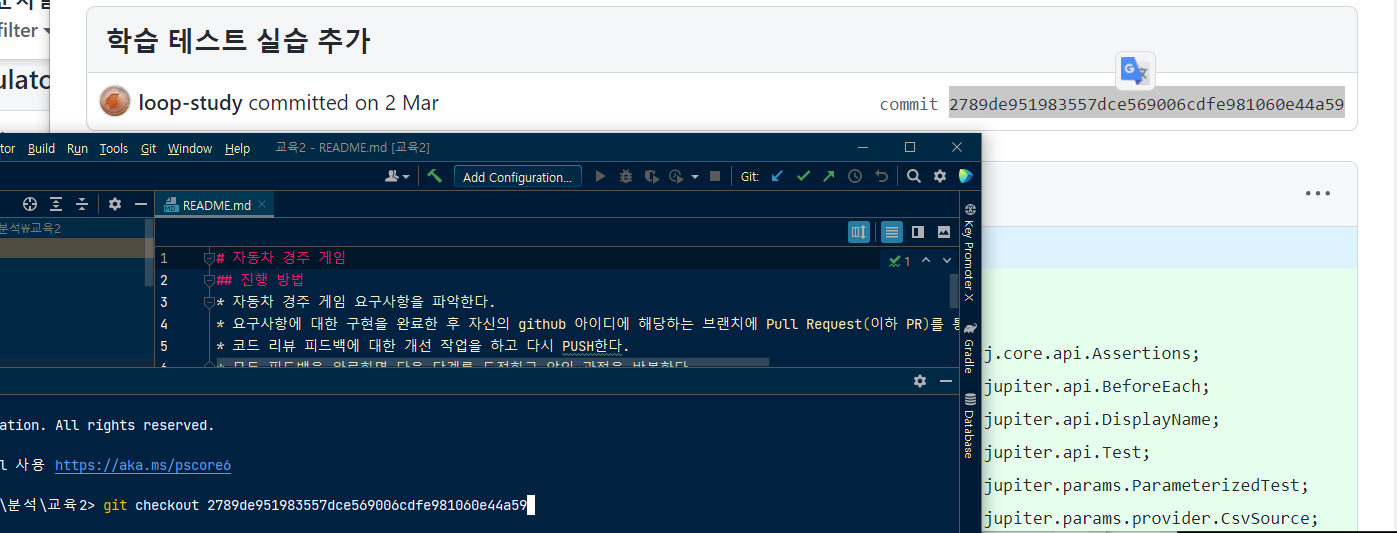 filter
학습 테스트 실습 추가
loop-study committed on 2 Mar
commit 2789de951983557dce569006cdfe981060e44a59
tor Build Run Tools Git Window Help 교육2 - README.md [교육2]
Add Configuration... Git:
분석\교육2
README.md
1 # 자동차 경주 게임
1
2 ## 진행 방법
3 * 자동차 경주 게임 요구사항을 파악한다.
4 * 요구사항에 대한 구현을 완료한 후 자신의 github 아이디에 해당하는 브랜치에 Pull Request(이하 PR)를 통
5 * 코드 리뷰 피드백에 대한 개선 작업을 하고 다시 PUSH한다.
Key Promoter X
Gradle
Database
ation. All rights reserved.
l 사용 https://aka.ms/pscore6
\분석\교육2> git checkout 2789de951983557dce569006cdfe981060e44a59
j.core.api.Assertions;
jupiter.api.BeforeEach;
jupiter.api.DisplayName;
jupiter.api.Test;
jupiter.params.ParameterizedTest;
jupiter.params.provider.CsvSource;